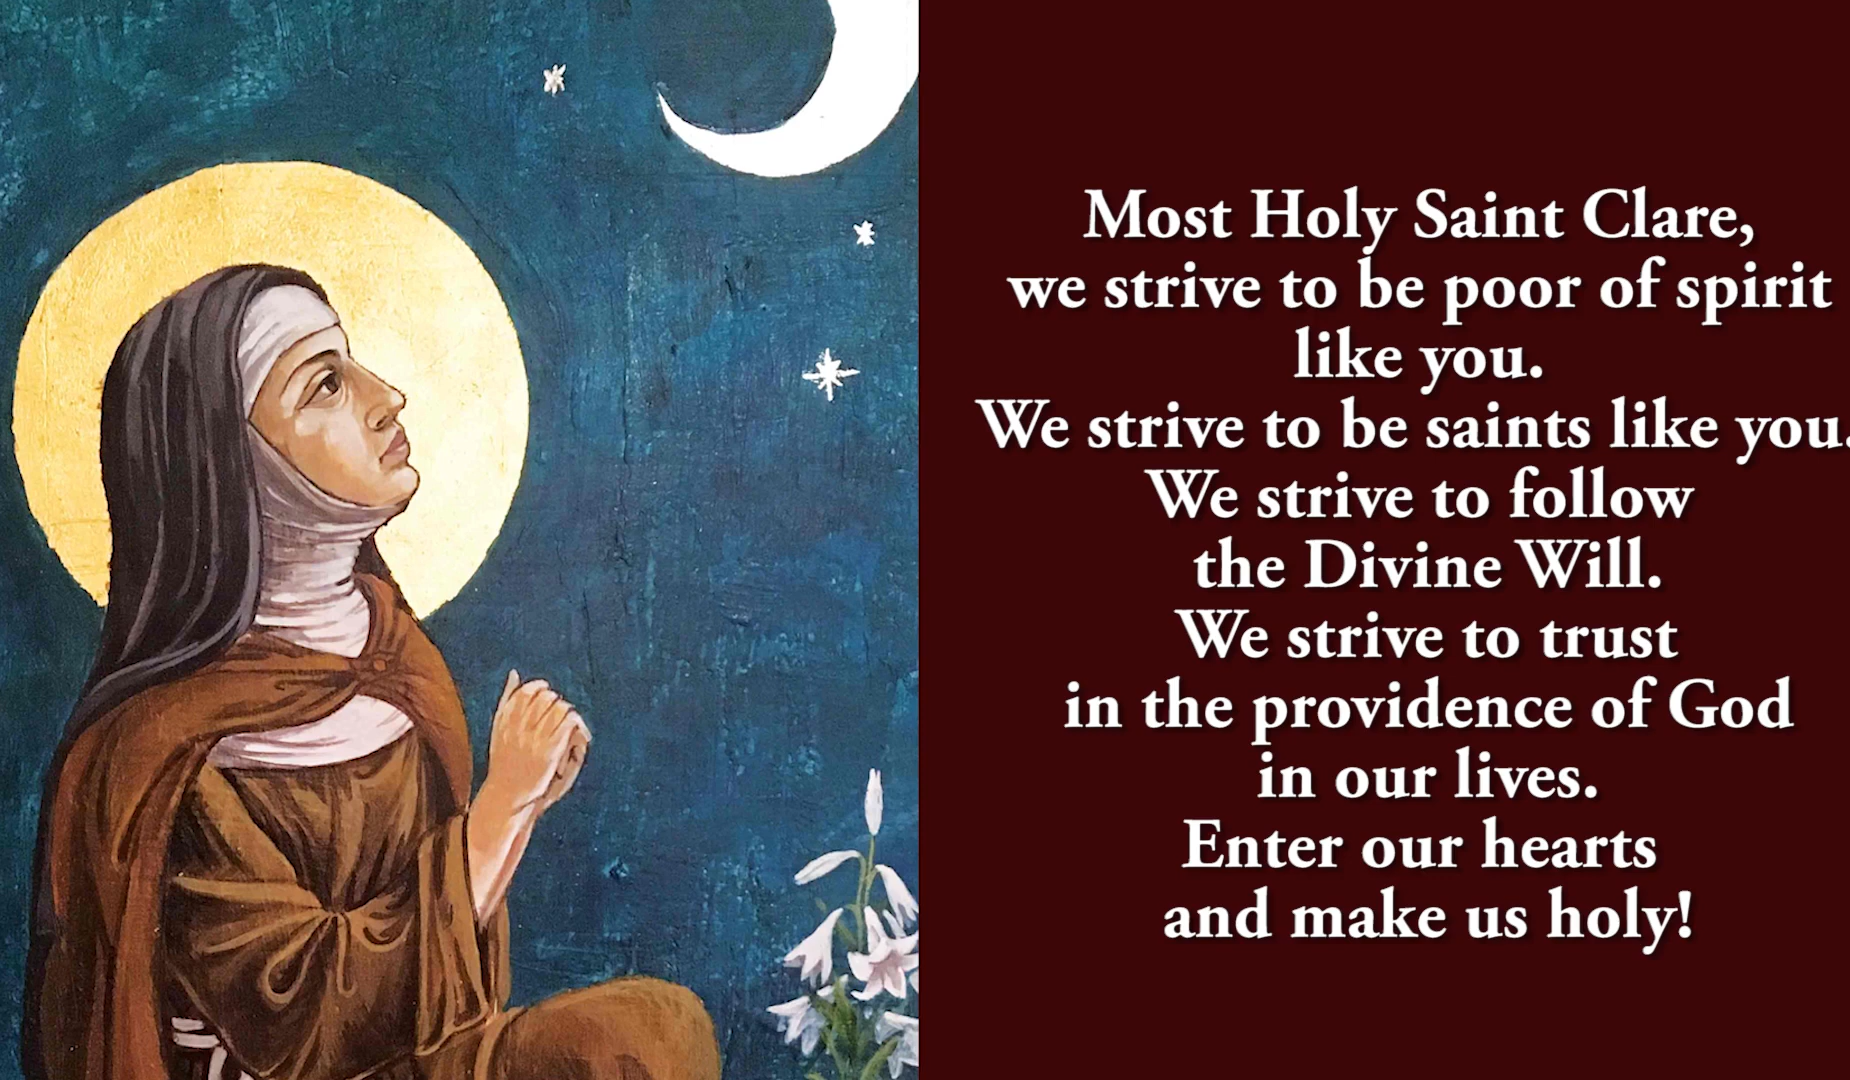 Most Holy Saint Clare,
we strive to be poor of spirit
like you.
We strive to be saints like you.
We strive to follow
the Divine Will.
We strive to trust
in the providence of God
in our lives.
Enter our hearts
and make us holy!